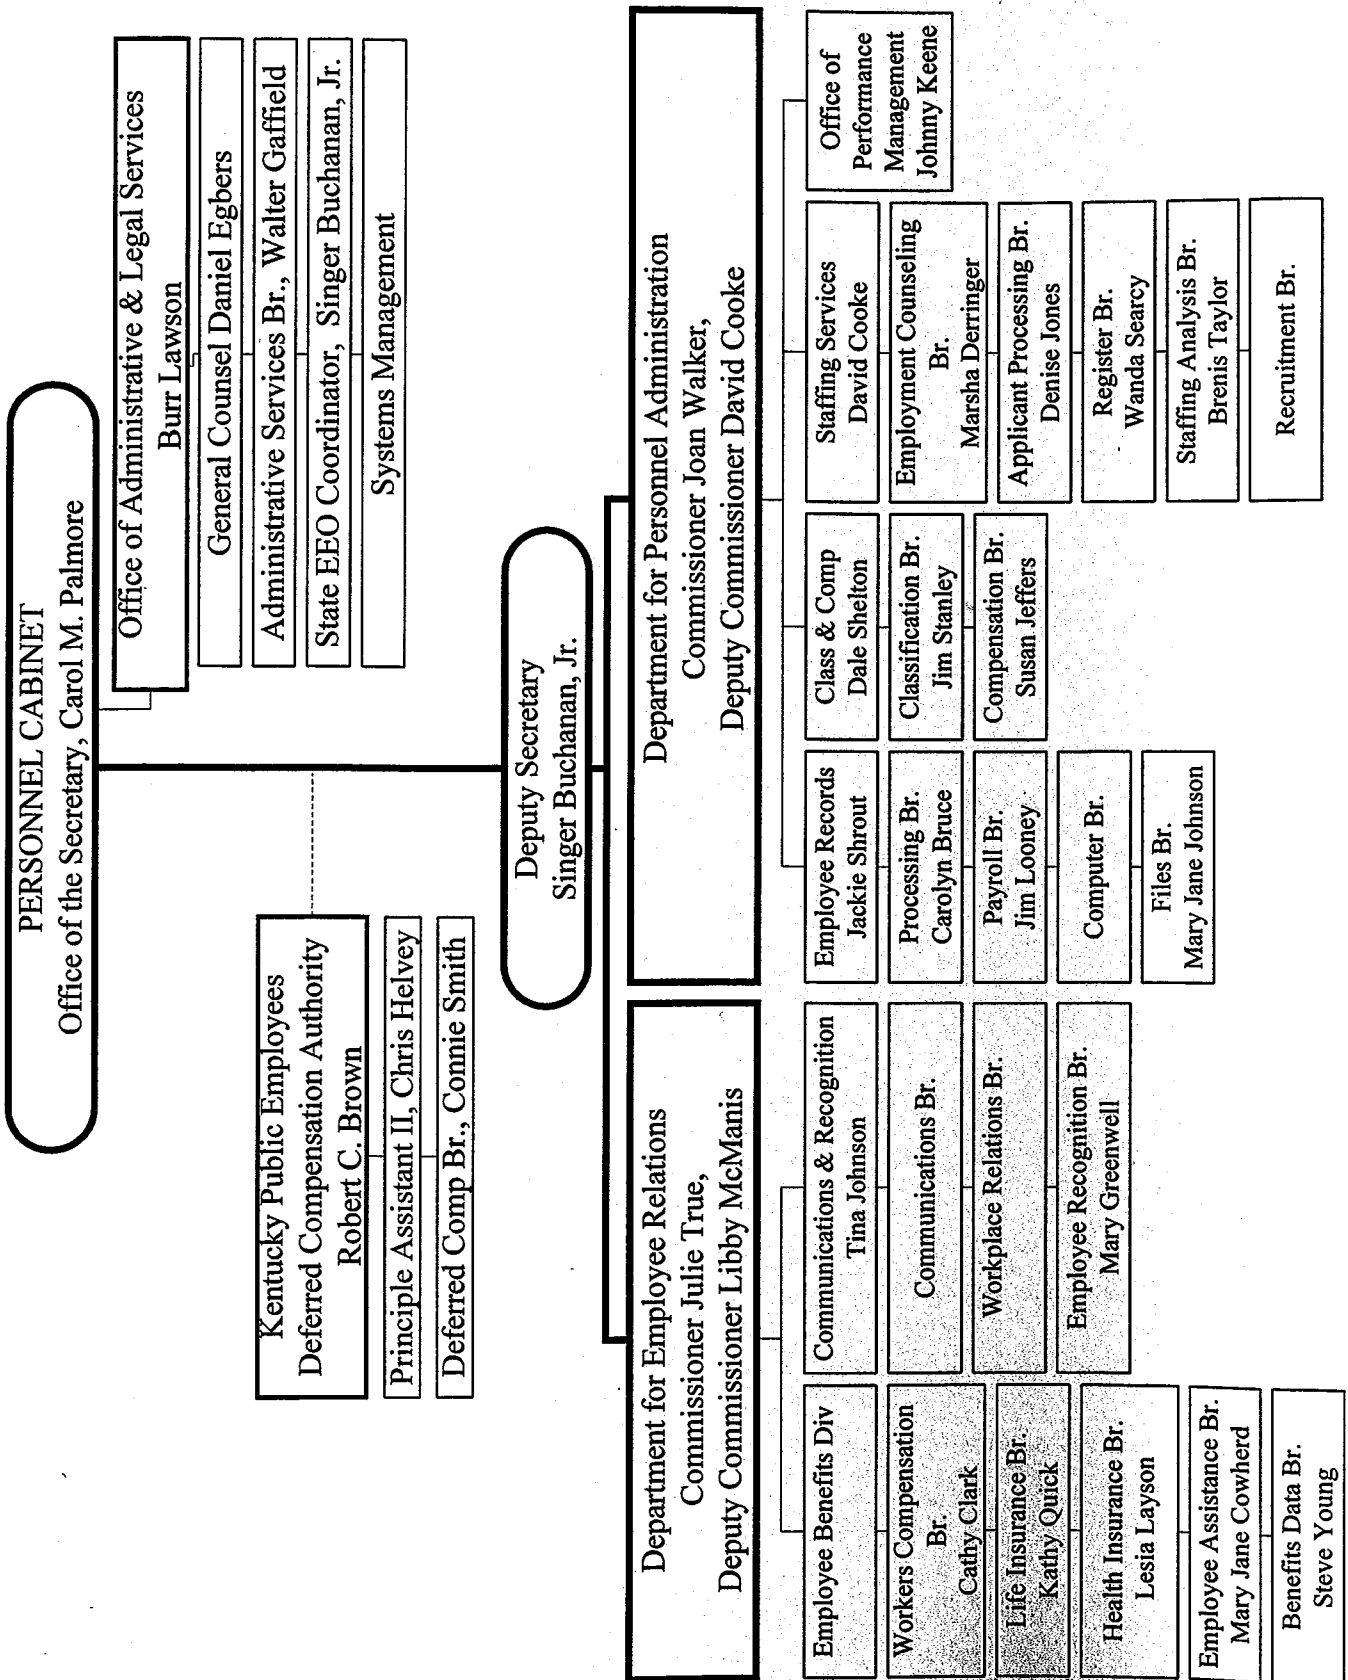 PERSONNEL CABINET
Office of the Secretary, Carol M. Palmore
Office of Administrative & Legal Services
Burr Lawson
General Counsel Daniel Egbers
Administrative Services Br., Walter Gaffield
State EEO Coordinator, Singer Buchanan, Jr.
Systems Management
Kentucky Public Employees
Deferred Compensation Authority
Robert C. Brown
Principle Assistant II, Chris Helvey
Deferred Comp Br., Connie Smith
Deputy Secretary
Singer Buchanan, Jr.
Department for Employee Relations
Commissioner Julie True,
Deputy Commissioner Libby McManis
Employee Benefits Div
Workers Compensation
Br.
Cathy Clark
Life Insurance Br.
Kathy Quick
Health Insurance Br.
Lesia Layson
Employee Assistance Br.
Mary Jane Cowherd
Benefits Data Br.
Steve Young
Communications & Recognition
Tina Johnson
Communications Br.
Workplace Relations Br.
Employee Recognition Br.
Mary Greenwell
Department for Personnel Administration
Commissioner Joan Walker,
Deputy Commissioner David Cooke
Employee Records
Jackie Shrout
Processing Br.
Carolyn Bruce
Payroll Br.
Jim Looney
Computer Br.
Files Br.
Mary Jane Johnson
Class & Comp
Dale Shelton
Classification Br.
Jim Stanley
Compensation Br.
Susan Jeffers
Staffing Services
David Cooke
Employment Counseling
Br.
Marsha Derringer
Applicant Processing Br.
Denise Jones
Register Br.
Wanda Searcy
Staffing Analysis Br.
Brenis Taylor
Recruitment Br.
Office of
Performance
Management
Johnny Keene